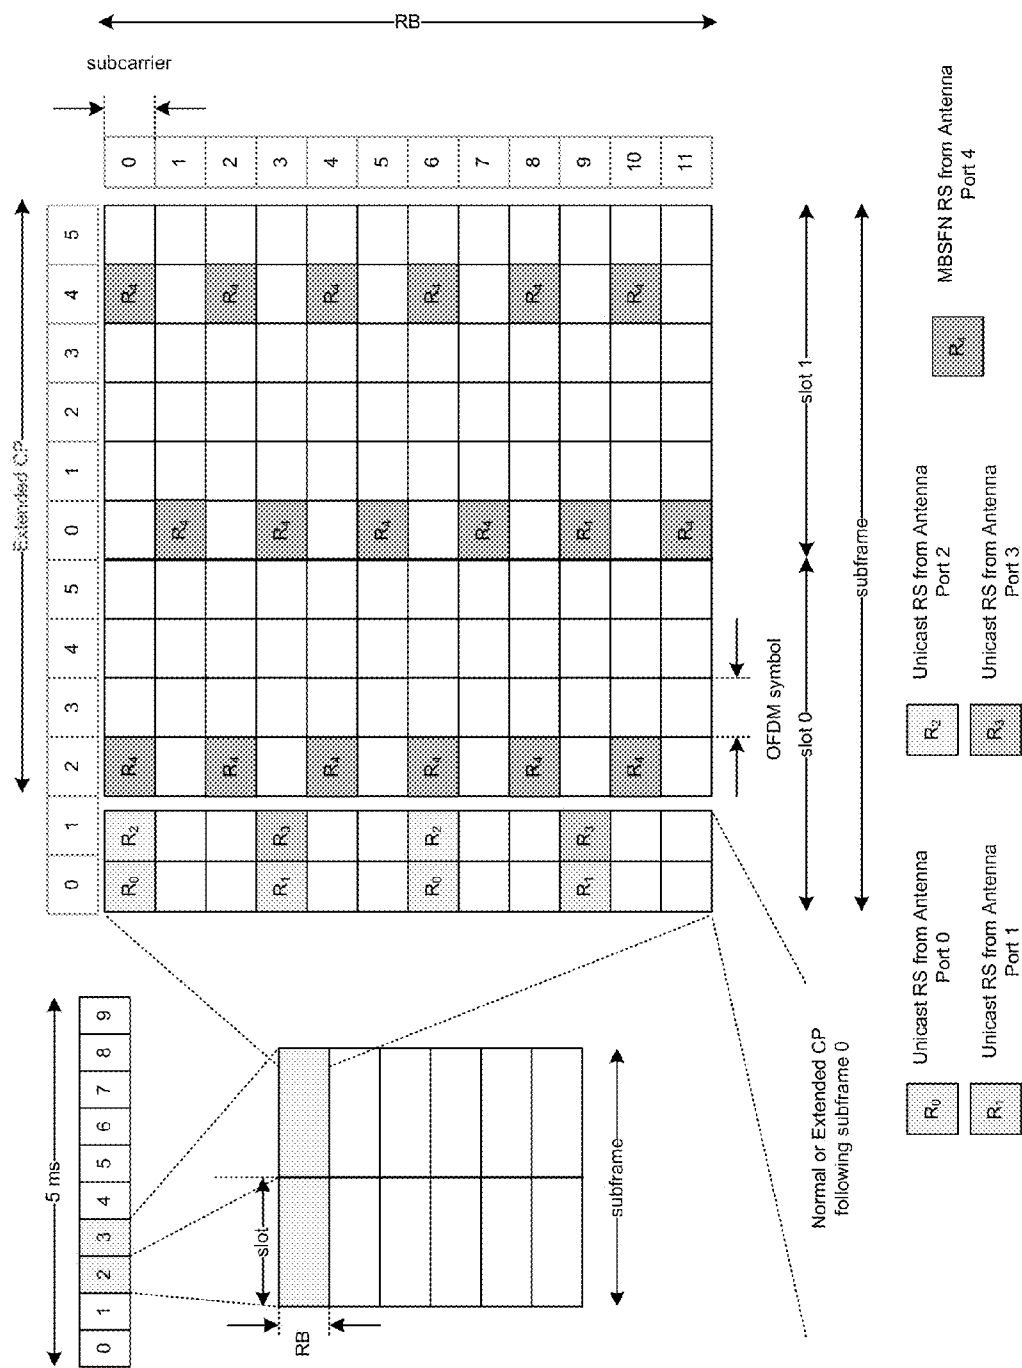 Extended CP
5 ms
0 1 2 3 4 5 0 1 2 3 4 5
0 1 2 3 4 5 6 7 8 9
subcarrier
RB
R₀ R₂ R₄ R₄ 0
R₄ 1
R₄ R₄ 2
R₁ R₃ R₄ 3
R₄ R₄ 4
R₄ 5
R₀ R₂ R₄ R₄ 6
R₄ 7
R₄ R₄ 8
R₁ R₃ R₄ 9
R₄ R₄ 10
R₄ 11
slot
RB
subframe
OFDM symbol
slot 0
slot 1
subframe
Normal or Extended CP
following subframe 0
R₀
Unicast RS from Antenna
Port 0
R₂
Unicast RS from Antenna
Port 2
R₄
MBSFN RS from Antenna
Port 4
R₁
Unicast RS from Antenna
Port 1
R₃
Unicast RS from Antenna
Port 3